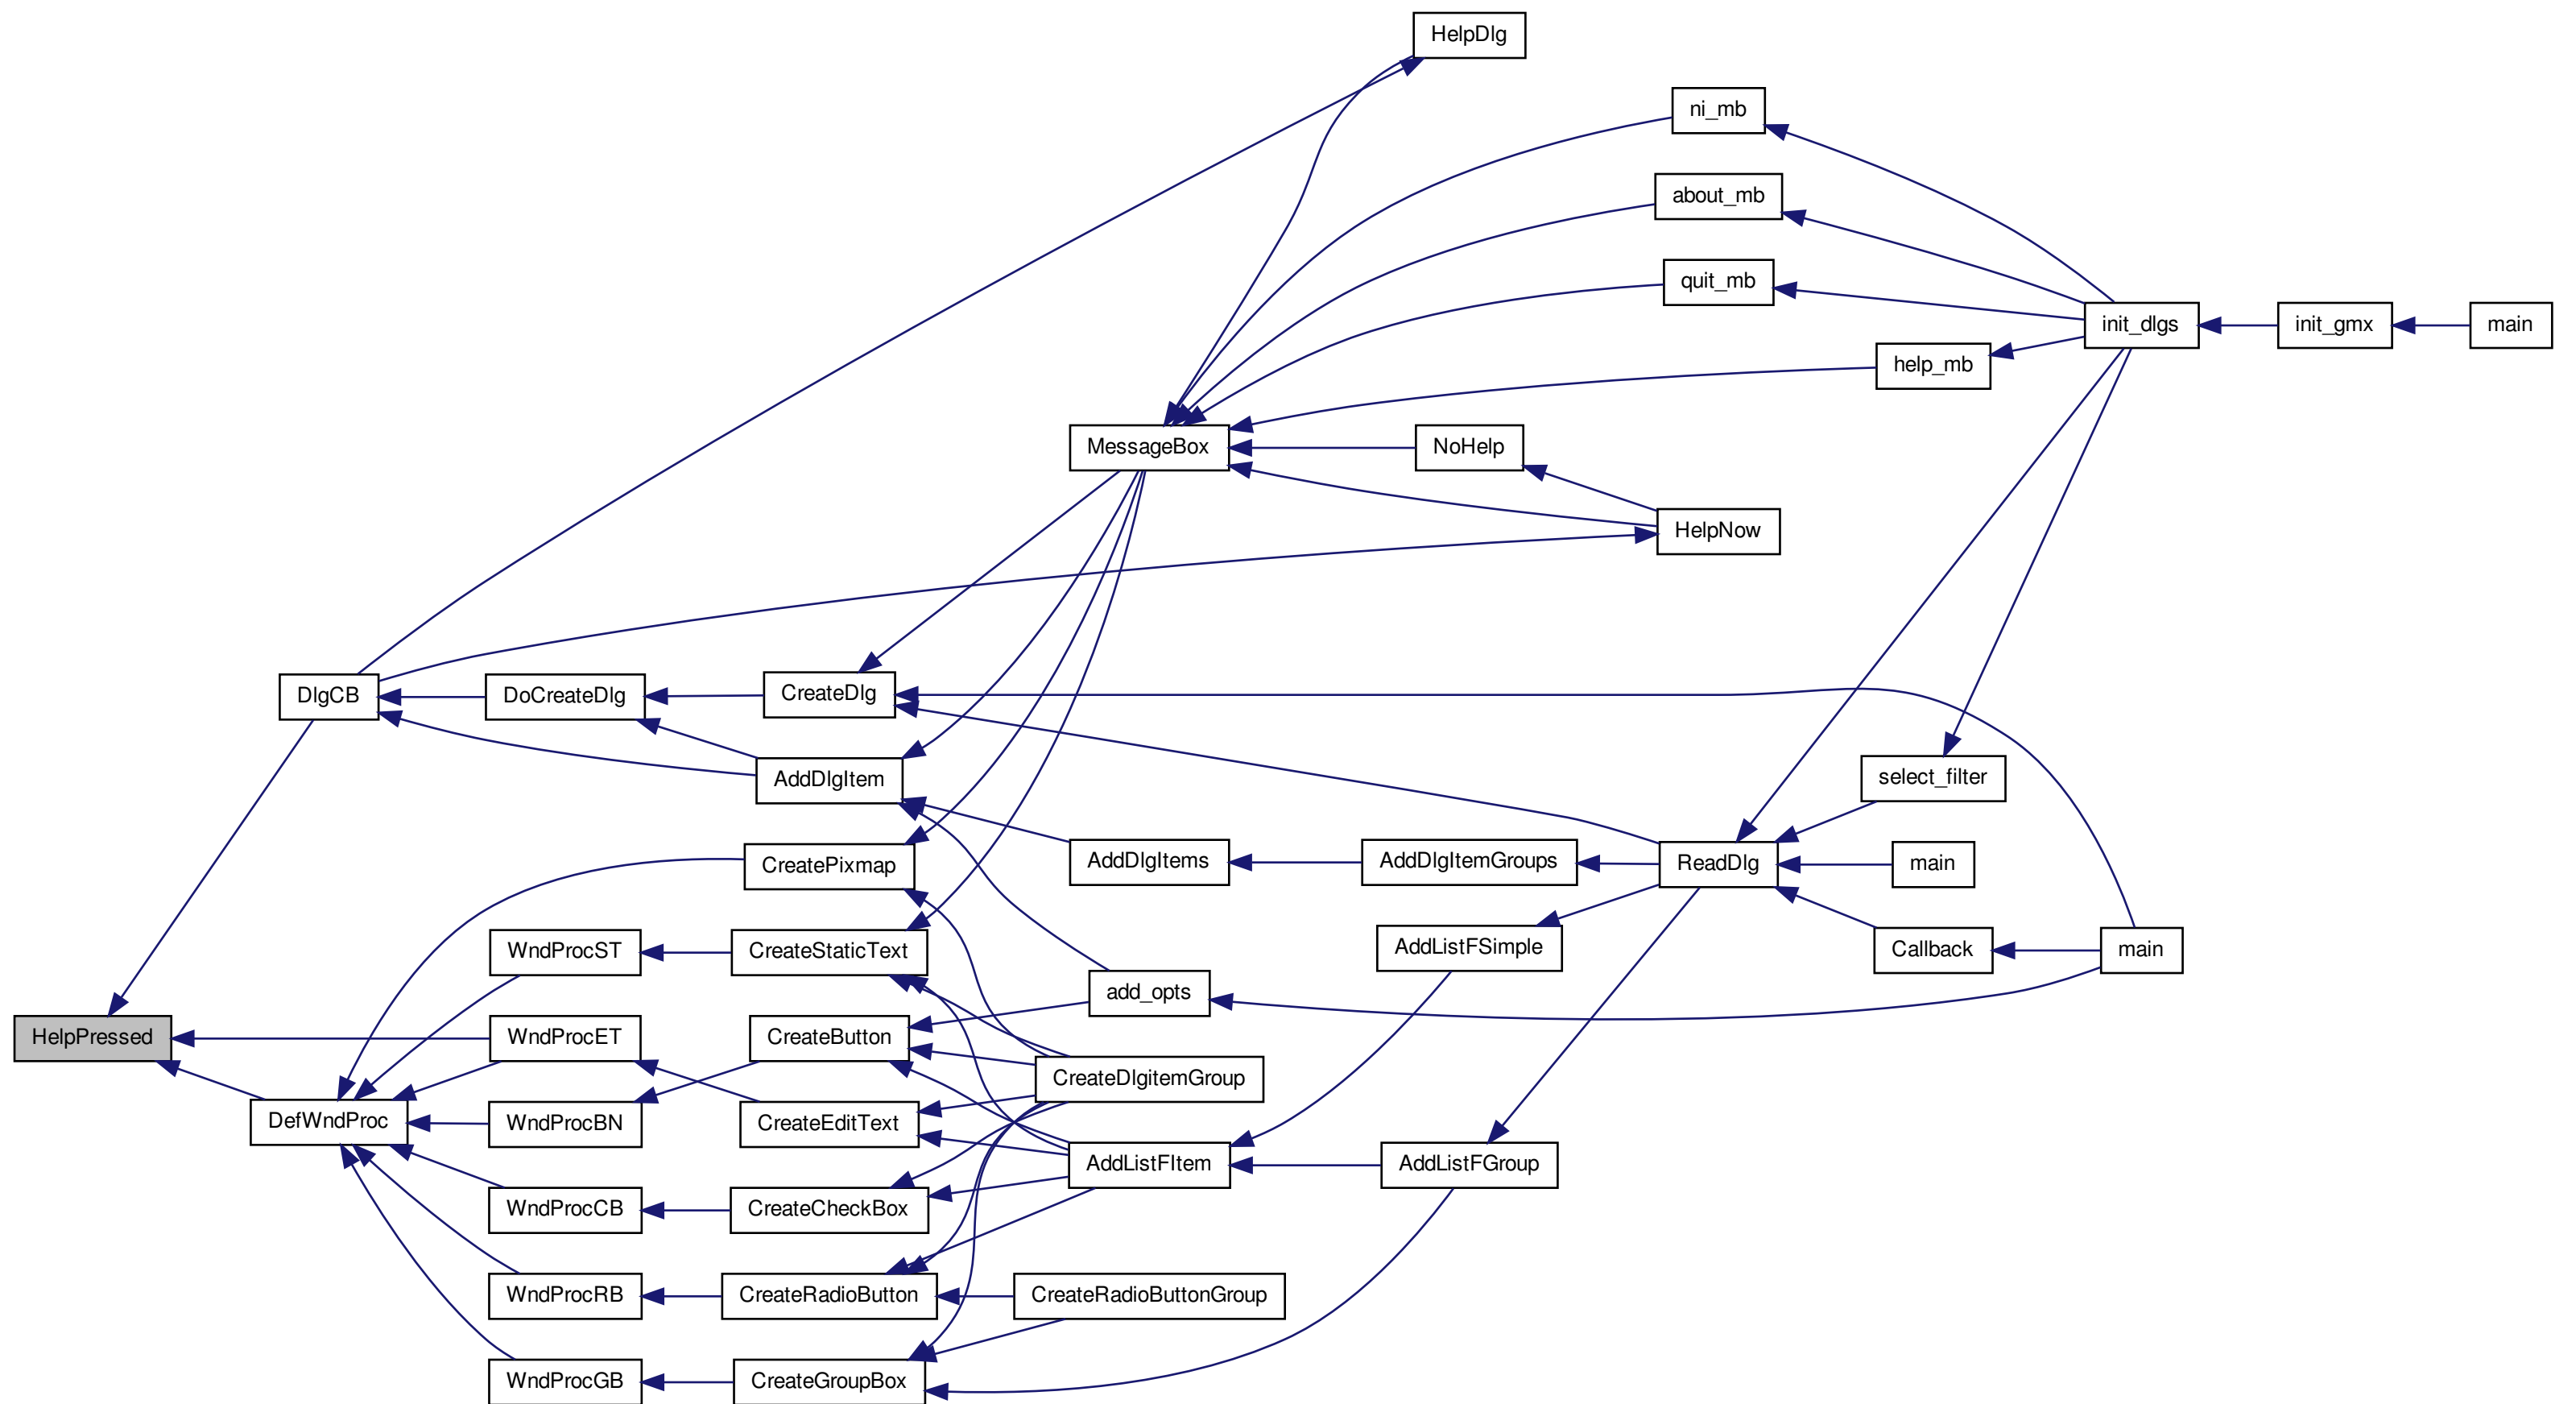 HelpDlg
ni_mb
about_mb
quit_mb
init_dlgs
init_gmx
main
help_mb
MessageBox
NoHelp
HelpNow
DlgCB
DoCreateDlg
CreateDlg
AddDlgItem
select_filter
CreatePixmap
AddDlgItems
AddDlgItemGroups
ReadDlg
main
WndProcST
CreateStaticText
AddListFSimple
Callback
main
add_opts
HelpPressed
WndProcET
CreateButton
CreateDlgitemGroup
DefWndProc
WndProcBN
CreateEditText
AddListFItem
AddListFGroup
WndProcCB
CreateCheckBox
WndProcRB
CreateRadioButton
CreateRadioButtonGroup
WndProcGB
CreateGroupBox